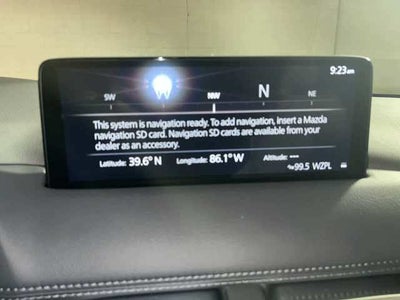 9:23am
SW NW N NE
This system is navigation ready. To add navigation, insert a Mazda
navigation SD card. Navigation SD cards are available from your
dealer as an accessory.
Latitude: 39.6° N Longitude: 86.1° W Altitude: ---
99.5 WZPL